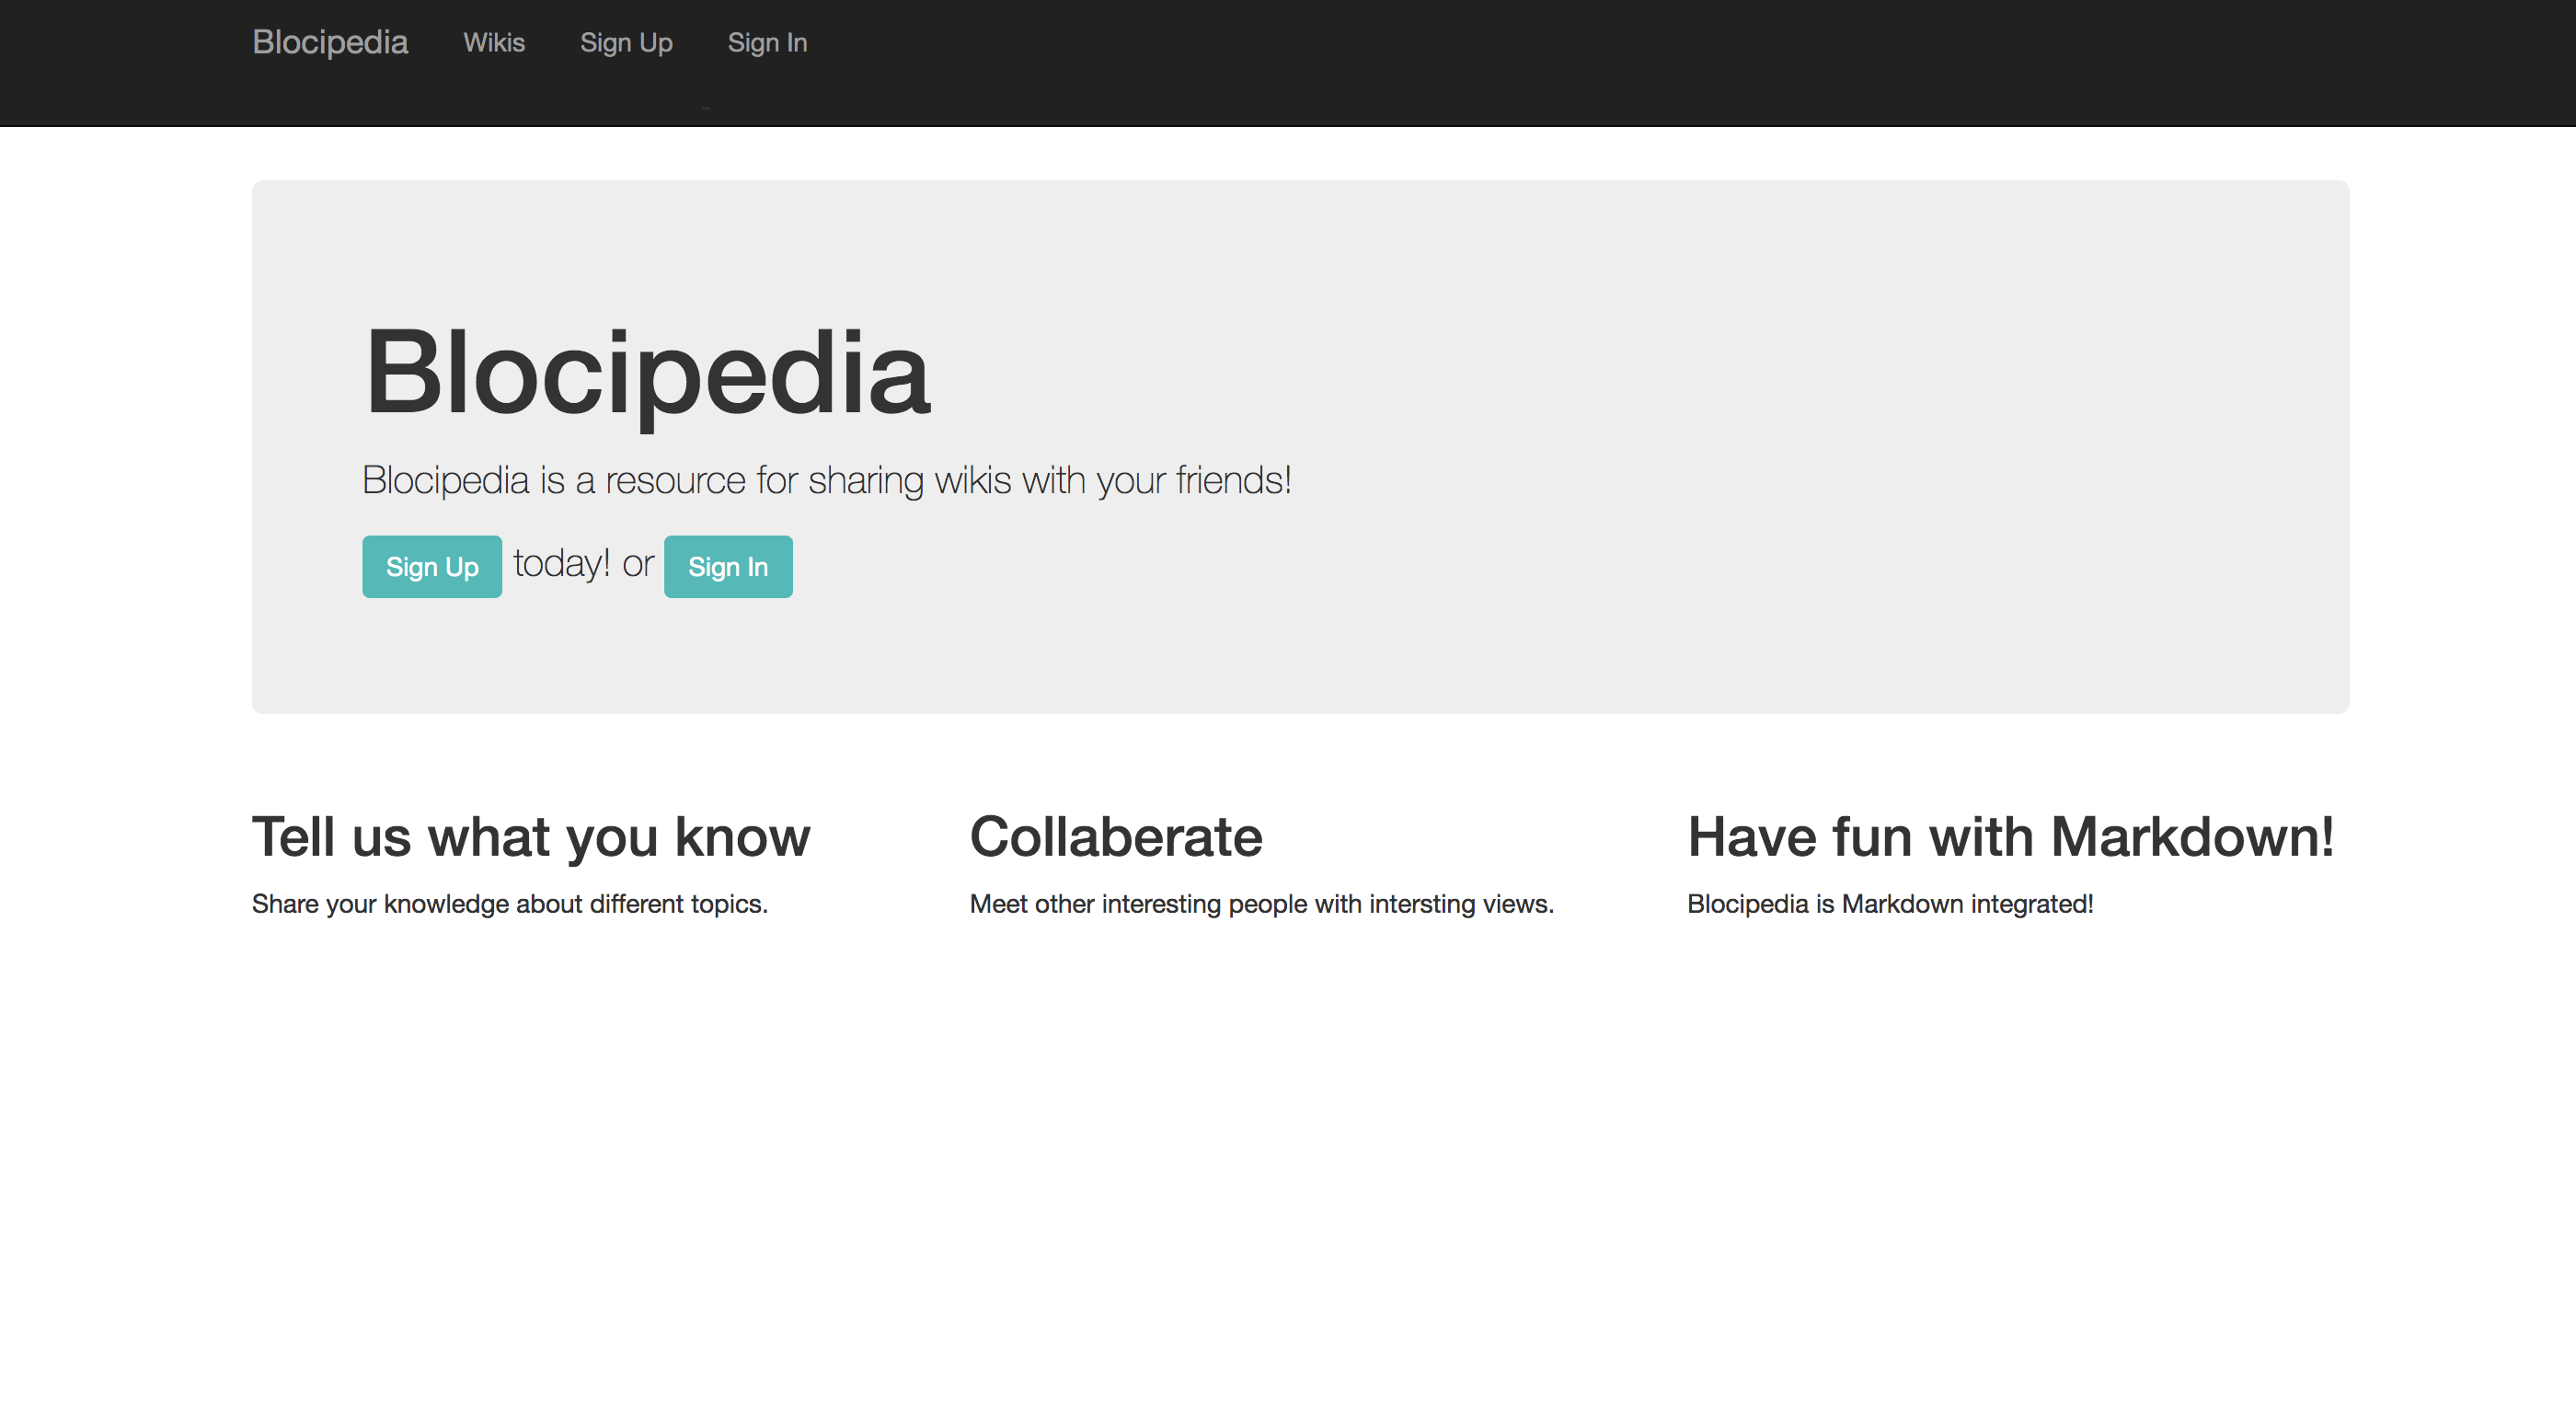 Blocipedia Wikis Sign Up Sign In
-
Blocipedia
Blocipedia is a resource for sharing wikis with your friends!
Sign Up today! or Sign In
Tell us what you know
Share your knowledge about different topics.
Collaberate
Meet other interesting people with intersting views.
Have fun with Markdown!
Blocipedia is Markdown integrated!